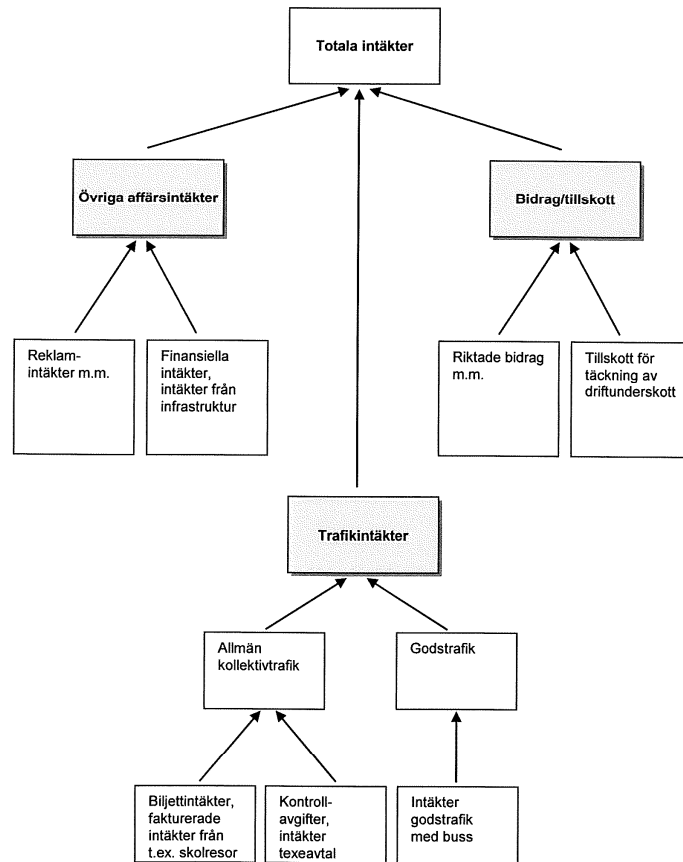 Totala intäkter
Övriga affärsintäkter
Bidrag/tillskott
Reklam-
intäkter m.m.
Finansiella
intäkter,
intäkter från
infrastruktur
Riktade bidrag
m.m.
Tillskott för
täckning av
driftunderskott
Trafikintäkter
Allmän
kollektivtrafik
Godstrafik
Biljettintäkter,
fakturerade
intäkter från
t.ex. skolresor
Kontroll-
avgifter,
intäkter
texeavtal
Intäkter
godstrafik
med buss